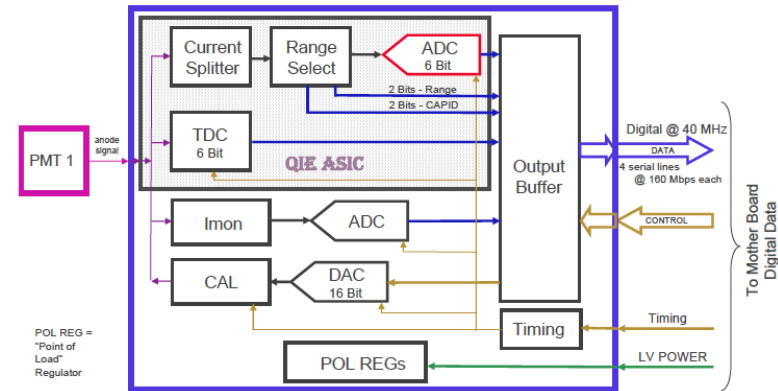 Current
Splitter
Range
Select
ADC
6 Bit
2 Bits - Range
2 Bits - CAPID
TDC
6 Bit
QIE ASIC
anode
signal
PMT 1
Output
Buffer
Digital @ 40 MHz
DATA
4 serial lines
@ 160 Mbps each
Imon
ADC
CONTROL
CAL
DAC
16 Bit
To Mother Board
Digital Data
Timing
Timing
POL REG =
"Point of
Load"
Regulator
POL REGs
LV POWER